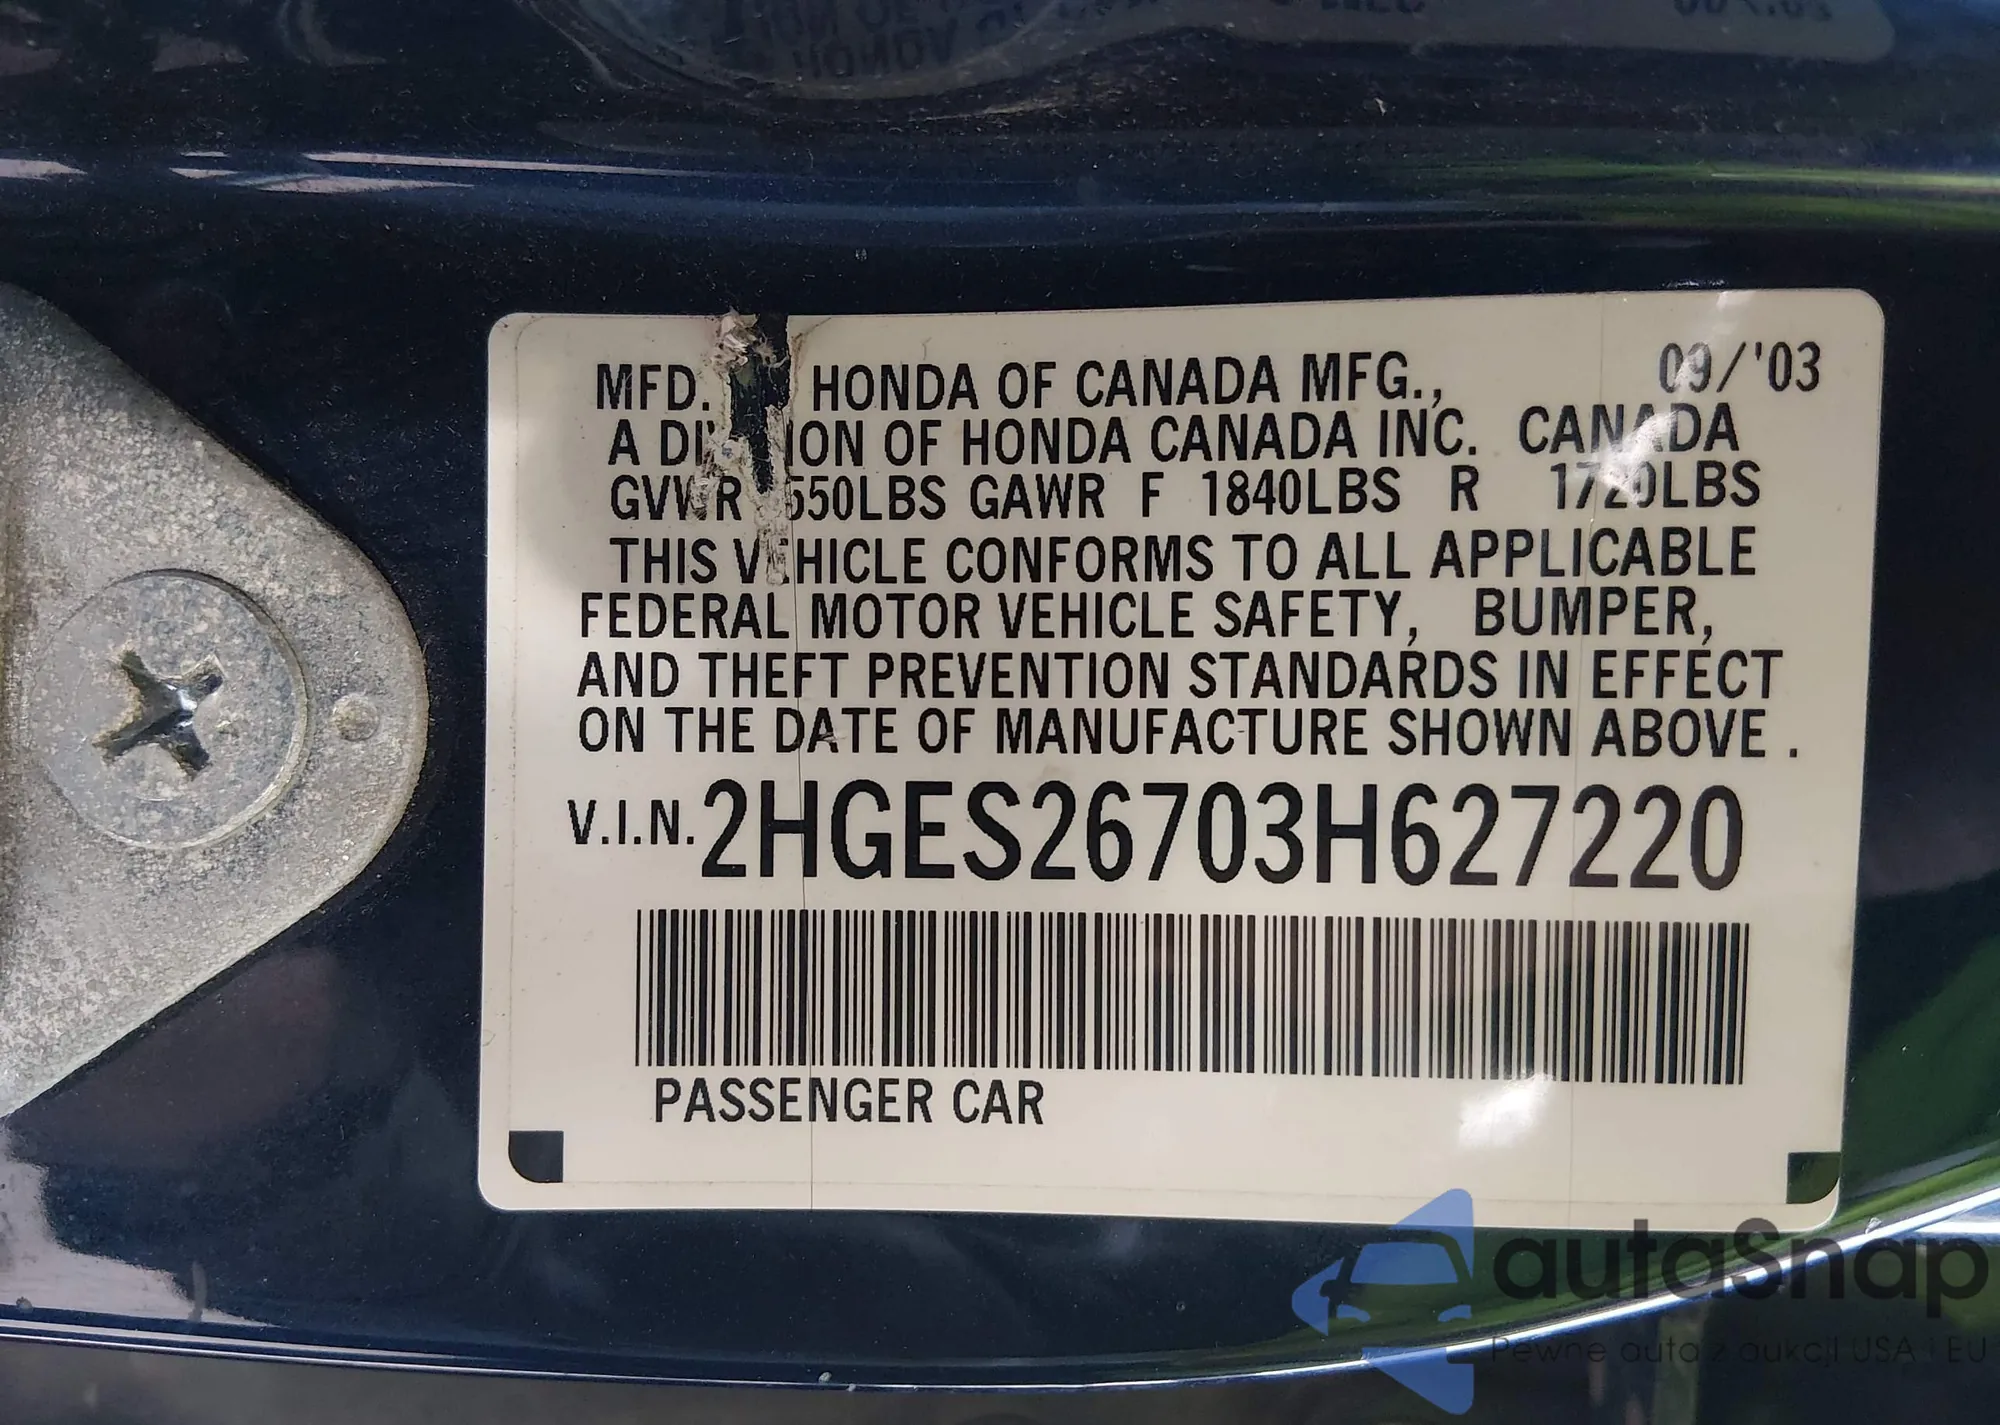 MFD. HONDA OF CANADA MFG., 09/'03
A DI ION OF HONDA CANADA INC. CANADA
GVWR 550LBS GAWR F 1840LBS R 1720LBS
THIS VEHICLE CONFORMS TO ALL APPLICABLE
FEDERAL MOTOR VEHICLE SAFETY, BUMPER,
AND THEFT PREVENTION STANDARDS IN EFFECT
ON THE DATE OF MANUFACTURE SHOWN ABOVE .
V.I.N. 2HGES26703H627220
PASSENGER CAR
autoSnap
Pewne auta z aukcji USA i EU